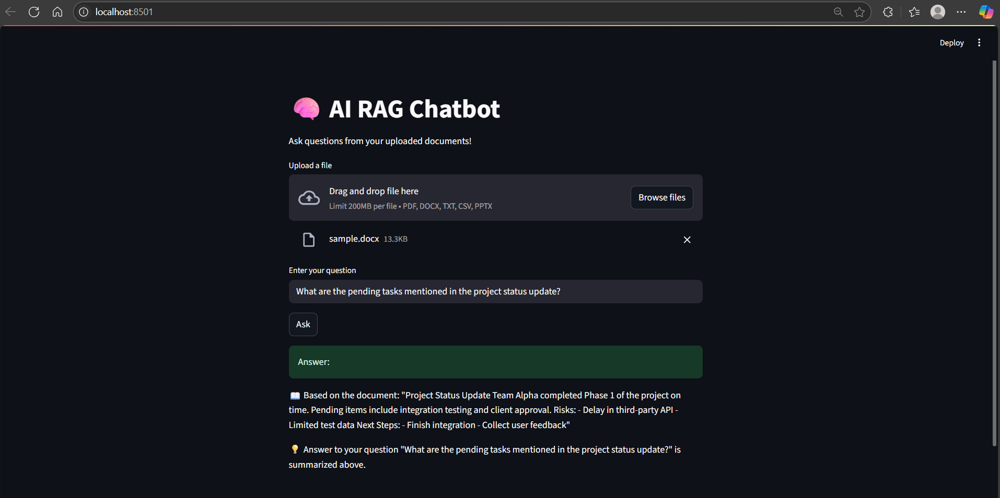 localhost:8501
Deploy
AI RAG Chatbot
Ask questions from your uploaded documents!
Upload a file
Drag and drop file here
Limit 200MB per file • PDF, DOCX, TXT, CSV, PPTX
Browse files
sample.docx 13.3KB
Enter your question
What are the pending tasks mentioned in the project status update?
Ask
Answer:
📖 Based on the document: "Project Status Update Team Alpha completed Phase 1 of the project on
time. Pending items include integration testing and client approval. Risks: - Delay in third-party API -
Limited test data Next Steps: - Finish integration - Collect user feedback"
💡 Answer to your question "What are the pending tasks mentioned in the project status update?" is
summarized above.